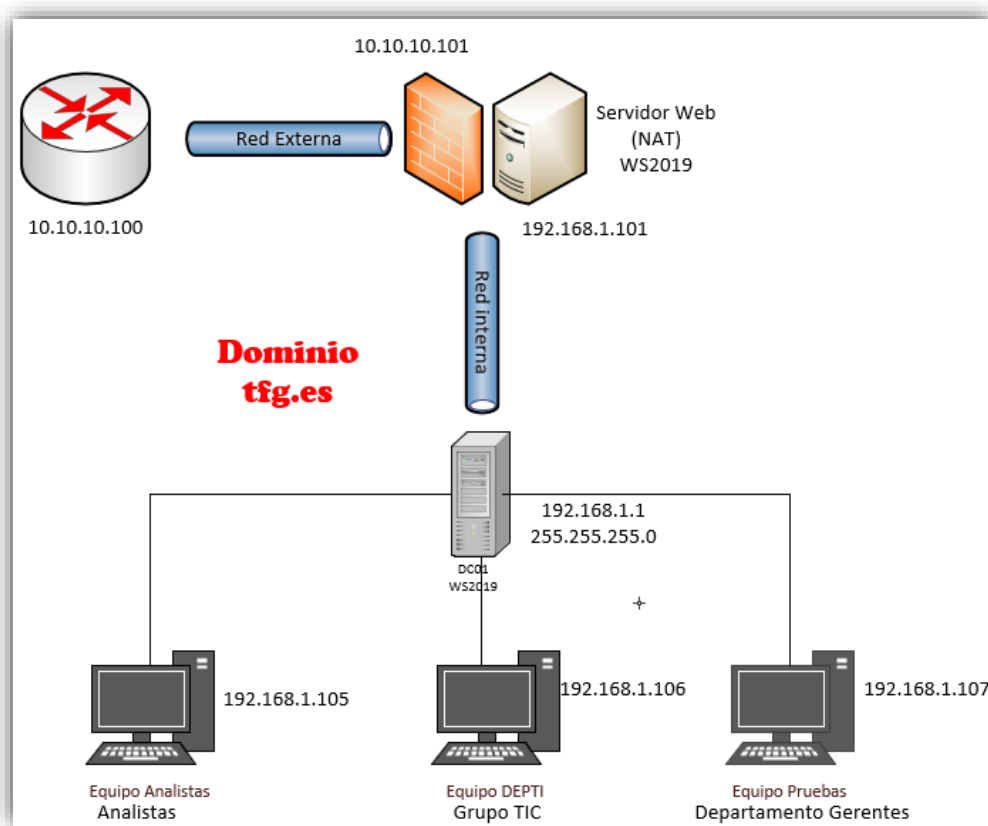 10.10.10.101
Red Externa
Servidor Web
(NAT)
WS2019
10.10.10.100
192.168.1.101
Red interna
Dominio
tfg.es
192.168.1.1
255.255.255.0
DC01
WS2019
192.168.1.105
192.168.1.106
192.168.1.107
Equipo Analistas
Analistas
Equipo DEPTI
Grupo TIC
Equipo Pruebas
Departamento Gerentes